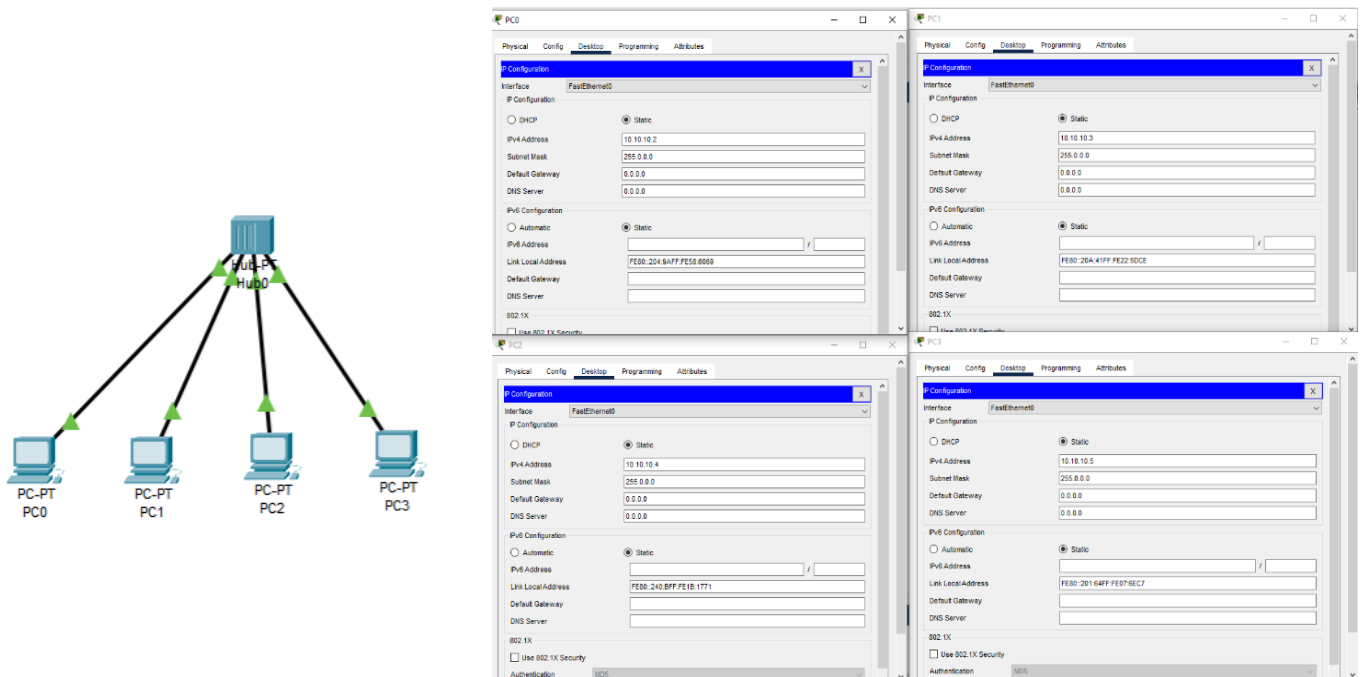 Hub-PT
Hub0
PC-PT
PC0
PC-PT
PC1
PC-PT
PC2
PC-PT
PC3
PC0
Physical Config Desktop Programming Attributes
IP Configuration X
Interface FastEthernet0
IP Configuration
DHCP Static
IPv4 Address 10.10.10.2
Subnet Mask 255.0.0.0
Default Gateway 0.0.0.0
DNS Server 0.0.0.0
IPv6 Configuration
Automatic Static
IPv6 Address /
Link Local Address FE80::204:9AFF:FE58:6069
Default Gateway
DNS Server
802.1X
Use 802.1X Security
PC1
Physical Config Desktop Programming Attributes
IP Configuration X
Interface FastEthernet0
IP Configuration
DHCP Static
IPv4 Address 10.10.10.3
Subnet Mask 255.0.0.0
Default Gateway 0.0.0.0
DNS Server 0.0.0.0
IPv6 Configuration
Automatic Static
IPv6 Address /
Link Local Address FE80::20A:41FF:FE22:5DCE
Default Gateway
DNS Server
802.1X
Use 802.1X Security
PC2
Physical Config Desktop Programming Attributes
IP Configuration X
Interface FastEthernet0
IP Configuration
DHCP Static
IPv4 Address 10.10.10.4
Subnet Mask 255.0.0.0
Default Gateway 0.0.0.0
DNS Server 0.0.0.0
IPv6 Configuration
Automatic Static
IPv6 Address /
Link Local Address FE80::240:BFF:FE1B:1771
Default Gateway
DNS Server
802.1X
Use 802.1X Security
Authentication MD5
PC3
Physical Config Desktop Programming Attributes
IP Configuration X
Interface FastEthernet0
IP Configuration
DHCP Static
IPv4 Address 10.10.10.5
Subnet Mask 255.0.0.0
Default Gateway 0.0.0.0
DNS Server 0.0.0.0
IPv6 Configuration
Automatic Static
IPv6 Address /
Link Local Address FE80::201:64FF:FE07:6EC7
Default Gateway
DNS Server
802.1X
Use 802.1X Security
Authentication MD5